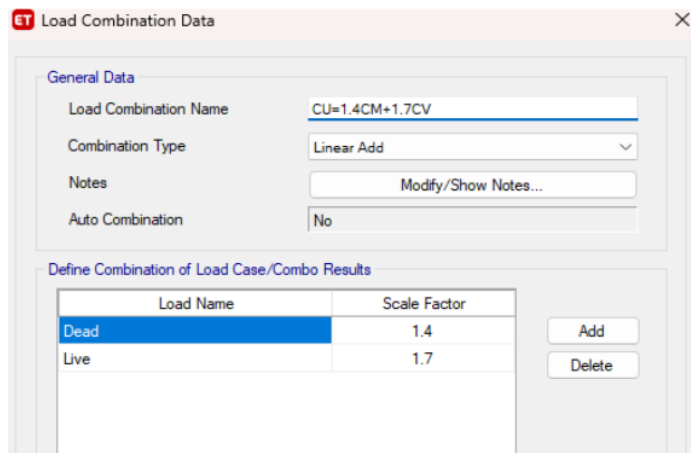 ET Load Combination Data
General Data
Load Combination Name CU=1.4CM+1.7CV
Combination Type Linear Add
Notes Modify/Show Notes...
Auto Combination No
Define Combination of Load Case/Combo Results
Load Name Scale Factor
Dead 1.4 Add
Live 1.7 Delete